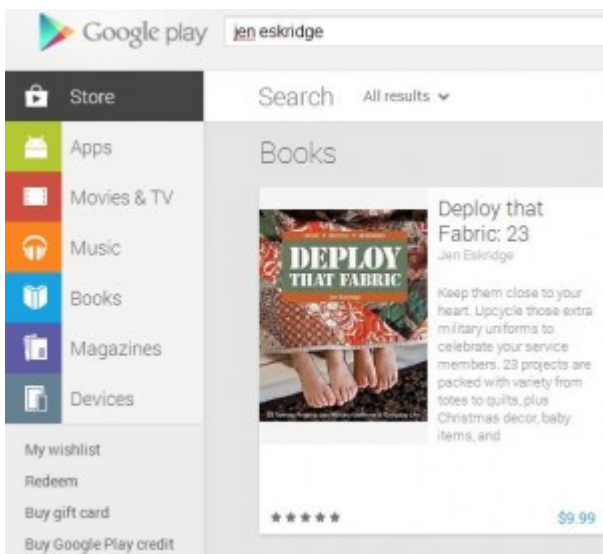 Google play
jen eskridge
Store
Search
All results
Apps
Movies & TV
Music
Books
Magazines
Devices
My wishlist
Redeem
Buy gift card
Buy Google Play credit
Books
DEPLOY
THAT FABRIC
Jen Eskridge
Deploy that
Fabric: 23
Jen Eskridge
Keep them close to your
heart. Upcycle those extra
military uniforms to
celebrate your service
members. 23 projects are
packed with variety from
totes to quilts, plus
Christmas decor, baby
items, and
$9.99